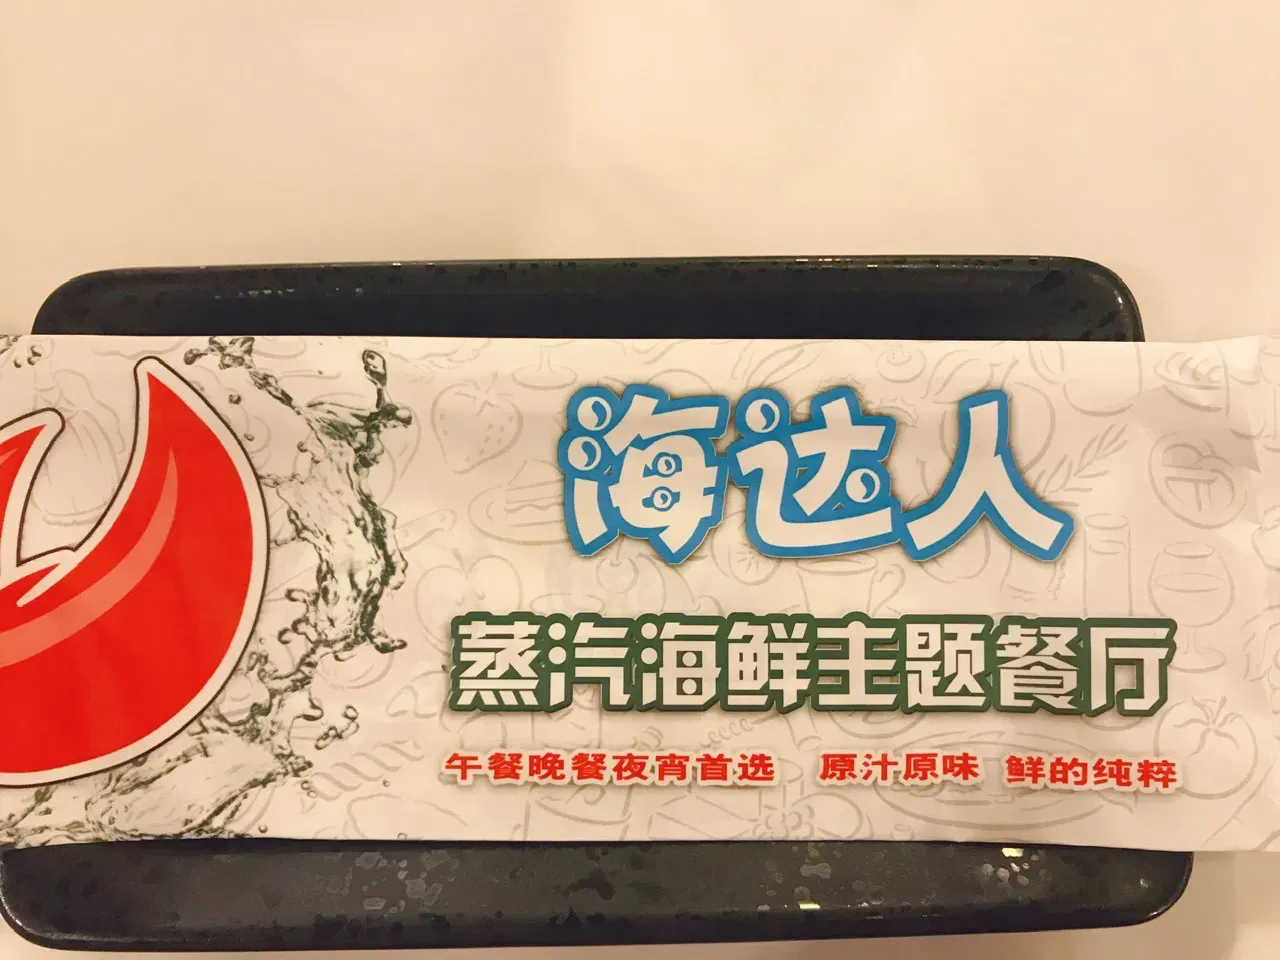 海达人
蒸汽海鲜主题餐厅
午餐晚餐夜宵首选 原汁原味 鲜的纯粹